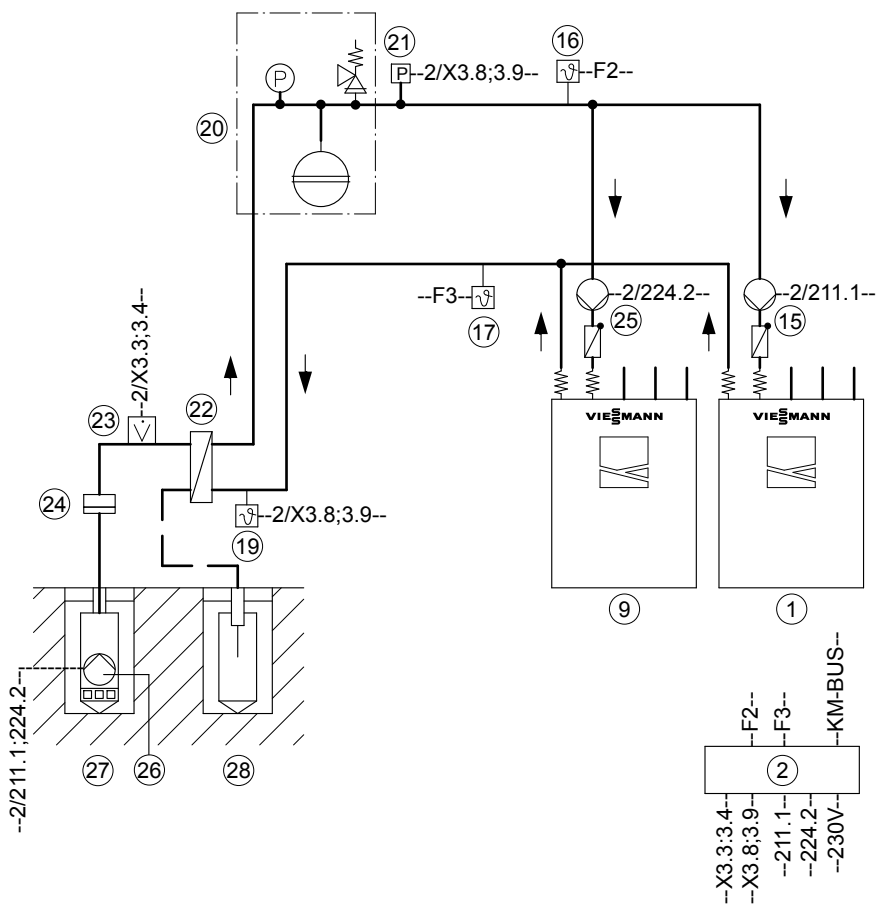 21
16
P
P--2/X3.8;3.9--
ϑ--F2--
20
--F3--ϑ
17
--2/224.2--
25
--2/211.1--
15
--2/X3.3;3.4--
23
22
24
ϑ--2/X3.8;3.9--
19
VIESSMANN
VIESSMANN
9
1
--2/211.1;224.2--
27
26
28
--F2--
--F3--
--KM-BUS--
2
--X3.3:3.4--
--X3.8;3.9--
--211.1--
--224.2--
--230V--